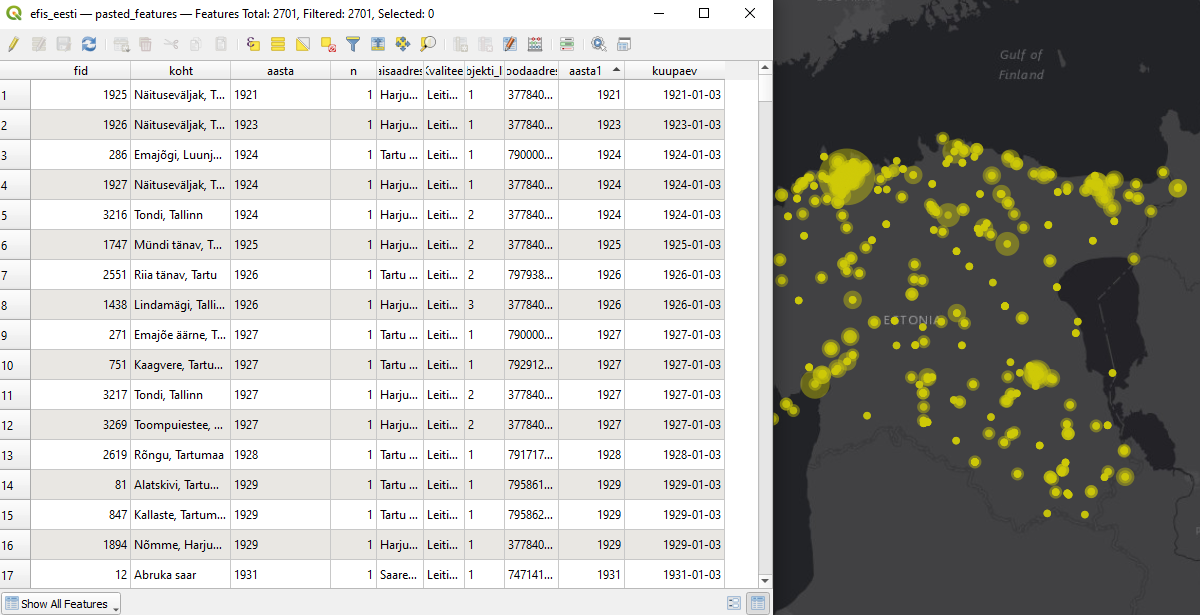 efis_eesti — pasted_features — Features Total: 2701, Filtered: 2701, Selected: 0
fid koht aasta n aisaadres Kvalitee bjekti_l oodaadres aasta1 kuupaev
1 1925 Näituseväljak, T... 1921 1 Harju... Leiti... 1 377840... 1921 1921-01-03
2 1926 Näituseväljak, T... 1923 1 Harju... Leiti... 1 377840... 1923 1923-01-03
3 286 Emajõgi, Luunj... 1924 1 Tartu ... Leiti... 1 790000... 1924 1924-01-03
4 1927 Näituseväljak, T... 1924 1 Harju... Leiti... 1 377840... 1924 1924-01-03
5 3216 Tondi, Tallinn 1924 1 Harju... Leiti... 2 377840... 1924 1924-01-03
6 1747 Mündi tänav, T... 1925 1 Harju... Leiti... 2 377840... 1925 1925-01-03
7 2551 Riia tänav, Tartu 1926 1 Tartu ... Leiti... 2 797938... 1926 1926-01-03
8 1438 Lindamägi, Talli... 1926 1 Harju... Leiti... 3 377840... 1926 1926-01-03
9 271 Emajõe äärne, T... 1927 1 Tartu ... Leiti... 1 790000... 1927 1927-01-03
10 751 Kaagvere, Tartu... 1927 1 Tartu ... Leiti... 1 792912... 1927 1927-01-03
11 3217 Tondi, Tallinn 1927 1 Harju... Leiti... 2 377840... 1927 1927-01-03
12 3269 Toompuiestee, ... 1927 1 Harju... Leiti... 2 377840... 1927 1927-01-03
13 2619 Rõngu, Tartumaa 1928 1 Tartu ... Leiti... 1 791717... 1928 1928-01-03
14 81 Alatskivi, Tartu... 1929 1 Tartu ... Leiti... 1 795861... 1929 1929-01-03
15 847 Kallaste, Tartum... 1929 1 Tartu ... Leiti... 1 795862... 1929 1929-01-03
16 1894 Nõmme, Harju... 1929 1 Harju... Leiti... 1 377840... 1929 1929-01-03
17 12 Abruka saar 1931 1 Saare... Leiti... 1 747141... 1931 1931-01-03
Show All Features
Gulf of
Finland
ESTONIA